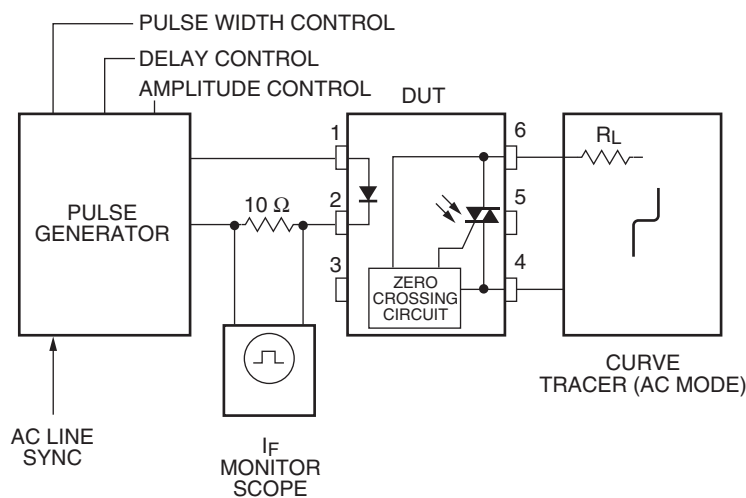 PULSE WIDTH CONTROL
DELAY CONTROL
AMPLITUDE CONTROL
DUT
1
6
RL
PULSE
GENERATOR
10 Ω
2
5
3
4
ZERO
CROSSING
CIRCUIT
CURVE
TRACER (AC MODE)
AC LINE
SYNC
IF
MONITOR
SCOPE